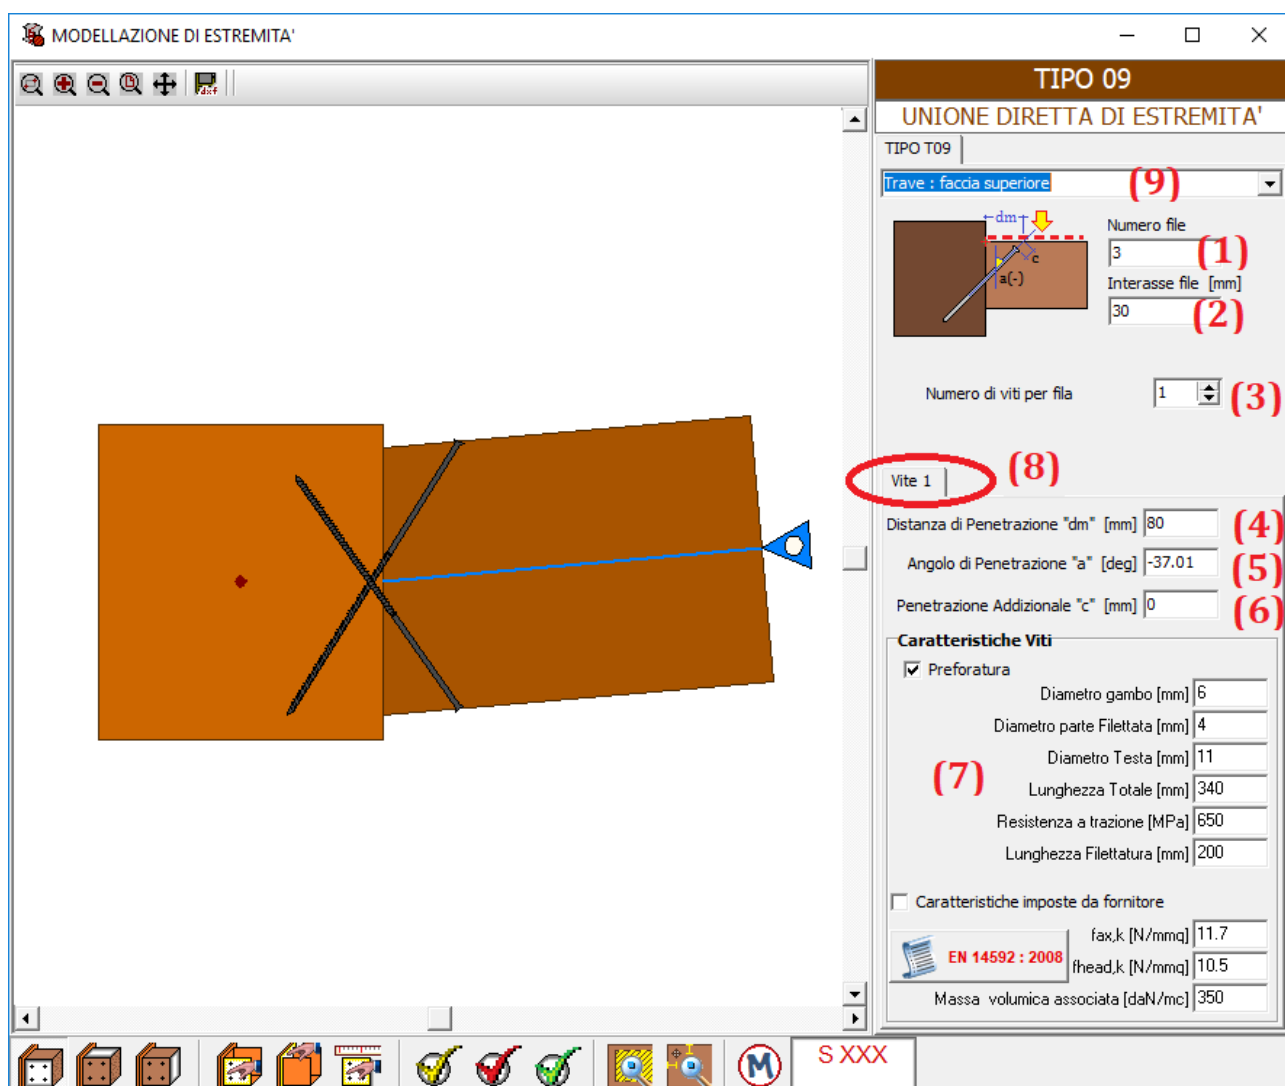 MODELLAZIONE DI ESTREMITA'
dxf
TIPO 09
UNIONE DIRETTA DI ESTREMITA'
TIPO T09
Trave : faccia superiore (9)
dm
c
a(-)
Numero file
3 (1)
Interasse file [mm]
30 (2)
Numero di viti per fila 1 (3)
Vite 1 (8)
Distanza di Penetrazione "dm" [mm] 80 (4)
Angolo di Penetrazione "a" [deg] -37.01 (5)
Penetrazione Addizionale "c" [mm] 0 (6)
Caratteristiche Viti
Preforatura
Diametro gambo [mm] 6
Diametro parte Filettata [mm] 4
Diametro Testa [mm] 11
(7)
Lunghezza Totale [mm] 340
Resistenza a trazione [MPa] 650
Lunghezza Filettatura [mm] 200
Caratteristiche imposte da fornitore
fax,k [N/mmq] 11.7
EN 14592 : 2008
fhead,k [N/mmq] 10.5
Massa volumica associata [daN/mc] 350
M
S XXX